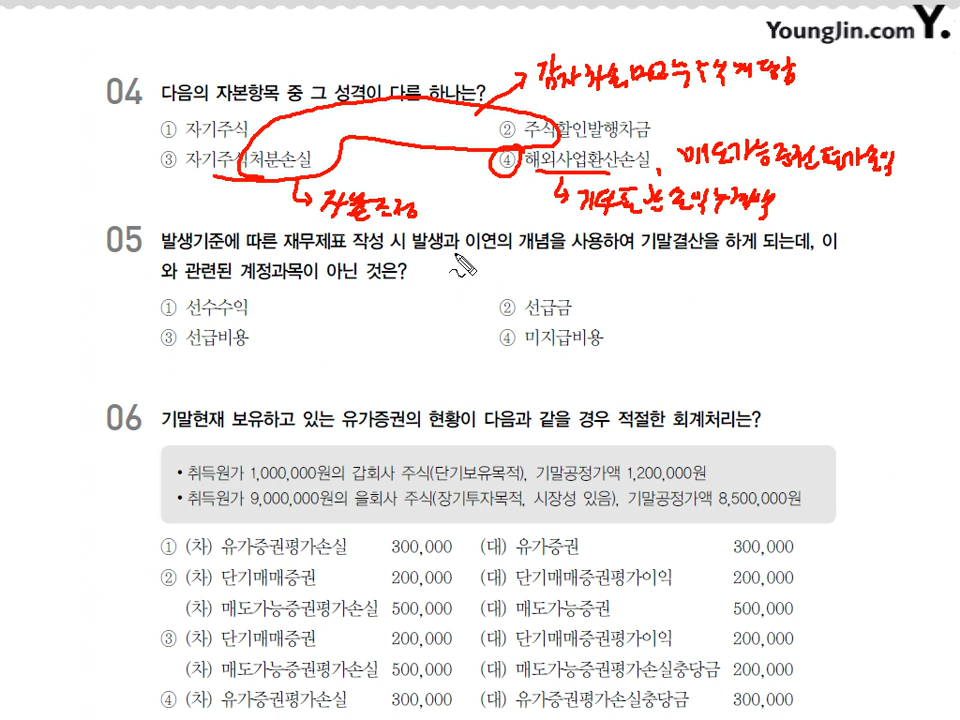 YoungJin.com Y.
감자차손, 미교부주식배당금
04 다음의 자본항목 중 그 성격이 다른 하나는?
① 자기주식 ② 주식할인발행차금
③ 자기주식처분손실 ④ 해외사업환산손실, 매도가능증권평가손익
자본조정 기타포괄손익누계액
05 발생기준에 따른 재무제표 작성 시 발생과 이연의 개념을 사용하여 기말결산을 하게 되는데, 이
와 관련된 계정과목이 아닌 것은?
① 선수수익 ② 선급금
③ 선급비용 ④ 미지급비용
06 기말현재 보유하고 있는 유가증권의 현황이 다음과 같을 경우 적절한 회계처리는?
• 취득원가 1,000,000원의 갑회사 주식(단기보유목적), 기말공정가액 1,200,000원
• 취득원가 9,000,000원의 을회사 주식(장기투자목적, 시장성 있음), 기말공정가액 8,500,000원
① (차) 유가증권평가손실 300,000 (대) 유가증권 300,000
② (차) 단기매매증권 200,000 (대) 단기매매증권평가이익 200,000
(차) 매도가능증권평가손실 500,000 (대) 매도가능증권 500,000
③ (차) 단기매매증권 200,000 (대) 단기매매증권평가이익 200,000
(차) 매도가능증권평가손실 500,000 (대) 매도가능증권평가손실충당금 200,000
④ (차) 유가증권평가손실 300,000 (대) 유가증권평가손실충당금 300,000